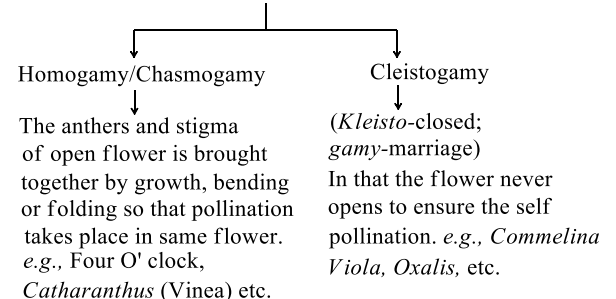 Homogamy/Chasmogamy
The anthers and stigma
of open flower is brought
together by growth, bending
or folding so that pollination
takes place in same flower.
e.g., Four O' clock,
Catharanthus (Vinea) etc.
Cleistogamy
(Kleisto-closed;
gamy-marriage)
In that the flower never
opens to ensure the self
pollination. e.g., Commelina
Viola, Oxalis, etc.